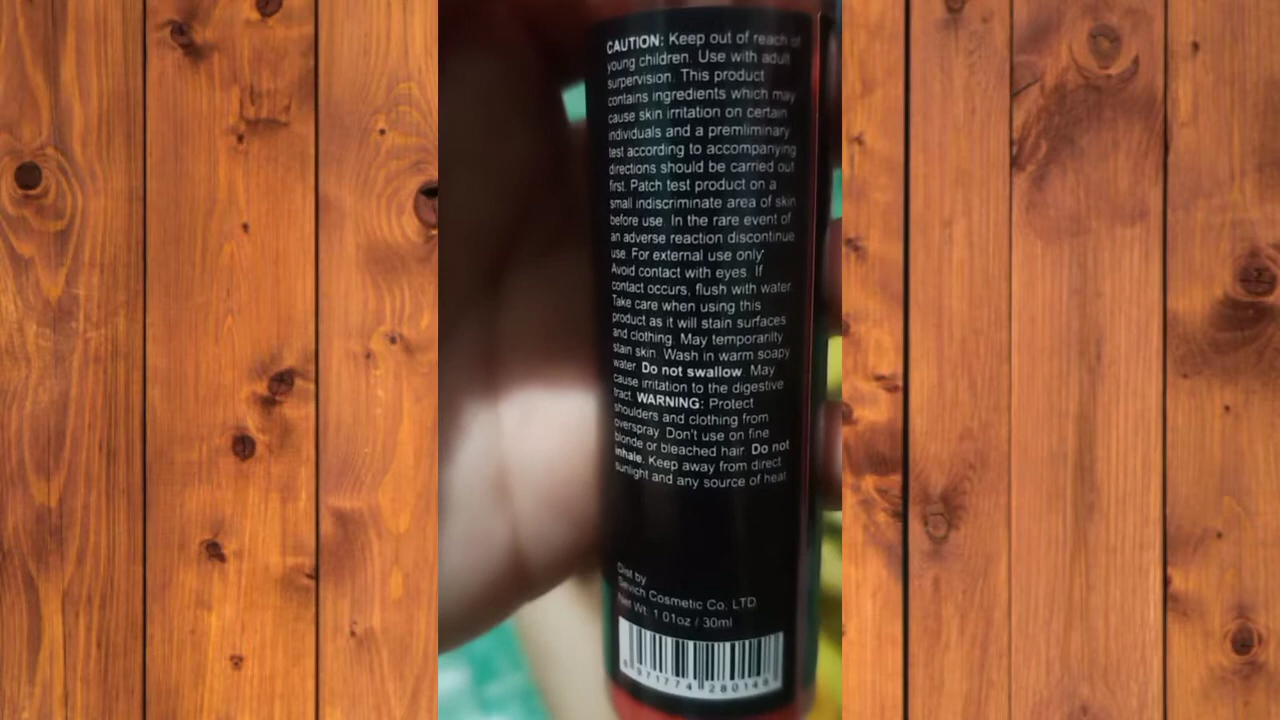 CAUTION: Keep out of reach of
young children. Use with adult
surpervision. This product
contains ingredients which may
cause skin irritation on certain
individuals and a premliminary
test according to accompanying
directions should be carried out
first. Patch test product on a
small indiscriminate area of skin
before use. In the rare event of
an adverse reaction discontinue
use. For external use only.
Avoid contact with eyes. If
contact occurs, flush with water.
Take care when using this
product as it will stain surfaces
and clothing. May temporarily
stain skin. Wash in warm soapy
water. Do not swallow. May
cause irritation to the digestive
tract. WARNING: Protect
shoulders and clothing from
overspray. Don't use on fine
blonde or bleached hair. Do not
inhale. Keep away from direct
sunlight and any source of heat
Dist by
Sevich Cosmetic Co. LTD
Net Wt. 1.01oz / 30ml
971774 280148